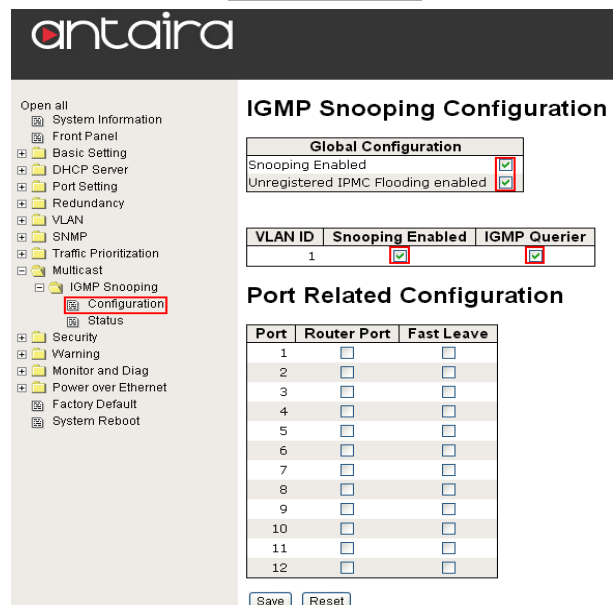 antaira
Open all
System Information
Front Panel
Basic Setting
DHCP Server
Port Setting
Redundancy
VLAN
SNMP
Traffic Prioritization
Multicast
IGMP Snooping
Configuration
Status
Security
Warning
Monitor and Diag
Power over Ethernet
Factory Default
System Reboot
IGMP Snooping Configuration
Global Configuration
Snooping Enabled
Unregistered IPMC Flooding enabled
VLAN ID Snooping Enabled IGMP Querier
1
Port Related Configuration
Port Router Port Fast Leave
1
2
3
4
5
6
7
8
9
10
11
12
Save Reset